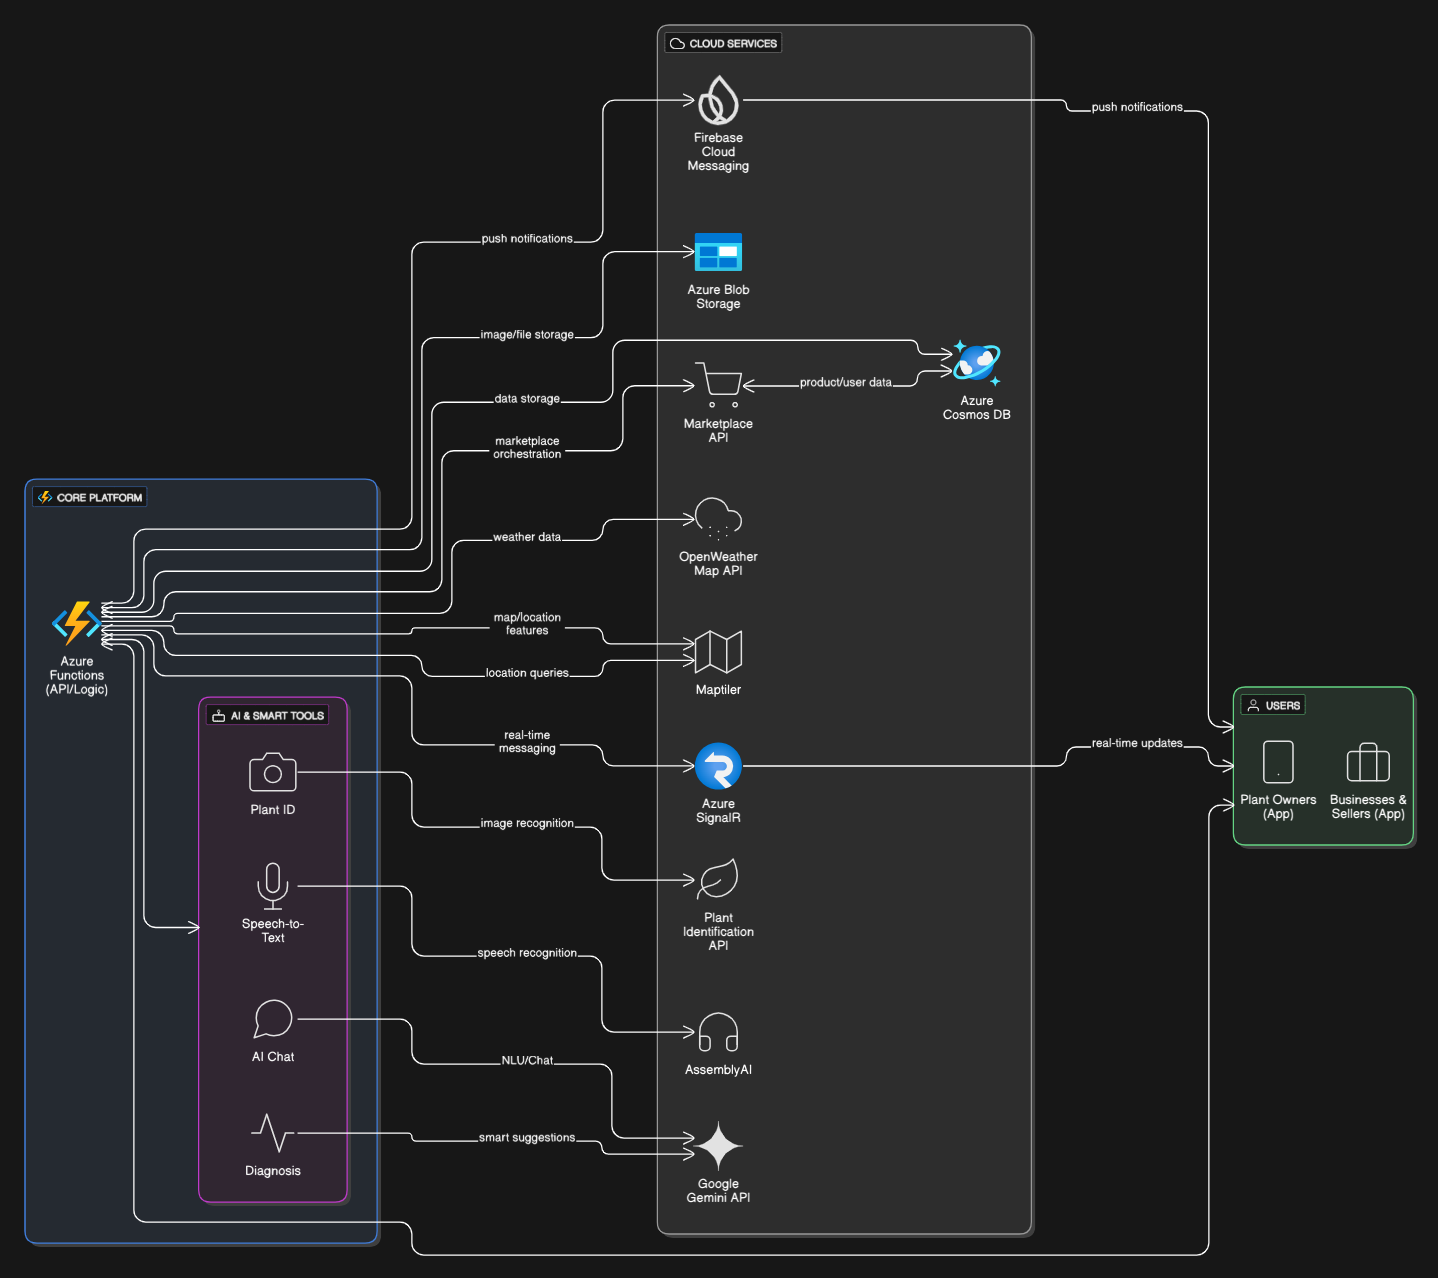 CLOUD SERVICES
Firebase
Cloud
Messaging
push notifications
push notifications
Azure Blob
Storage
image/file storage
data storage
product/user data
Azure
Cosmos DB
Marketplace
API
marketplace
orchestration
CORE PLATFORM
weather data
OpenWeather
Map API
Azure
Functions
(API/Logic)
map/location
features
location queries
Maptiler
AI & SMART TOOLS
real-time
messaging
Azure
SignalR
real-time updates
USERS
Plant Owners
(App)
Businesses &
Sellers (App)
Plant ID
image recognition
Plant
Identification
API
Speech-to-
Text
speech recognition
AssemblyAI
AI Chat
NLU/Chat
Diagnosis
smart suggestions
Google
Gemini API